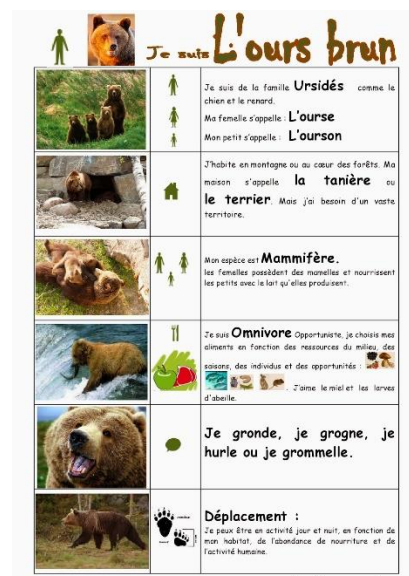 Je suis L'ours brun
Je suis de la famille Ursidés comme le
chien et le renard.
Ma femelle s'appelle : L'ourse
Mon petit s'appelle : L'ourson
J'habite en montagne ou au cœur des forêts. Ma
maison s'appelle la tanière ou
le terrier. Mais j'ai besoin d'un vaste
territoire.
Mon espèce est Mammifère.
les femelles possèdent des mamelles et nourrissent
les petits avec le lait qu'elles produisent.
Je suis Omnivore Opportuniste, je choisis mes
aliments en fonction des ressources du milieu, des
saisons, des individus et des opportunités :
. J'aime le miel et les larves
d'abeille.
Je gronde, je grogne, je
hurle ou je grommelle.
Déplacement :
Je peux être en activité jour et nuit, en fonction de
mon habitat, de l'abondance de nourriture et de
l'activité humaine.